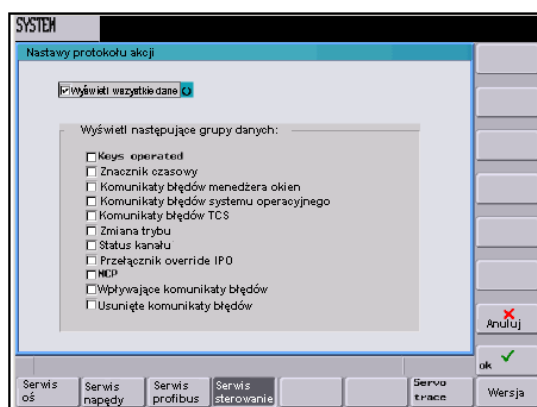 SYSTEM
Nastawy protokołu akcji
Wyświetl wszystkie dane
Wyświetl następujące grupy danych:
Keys operated
Znacznik czasowy
Komunikaty błędów menedżera okien
Komunikaty błędów systemu operacyjnego
Komunikaty błędów TCS
Zmiana trybu
Status kanału
Przełącznik override IPO
MCP
Wpływające komunikaty błędów
Usunięte komunikaty błędów
Anuluj
ok
Serwis oś
Serwis napędy
Serwis profibus
Serwis sterowanie
Servo trace
Wersja